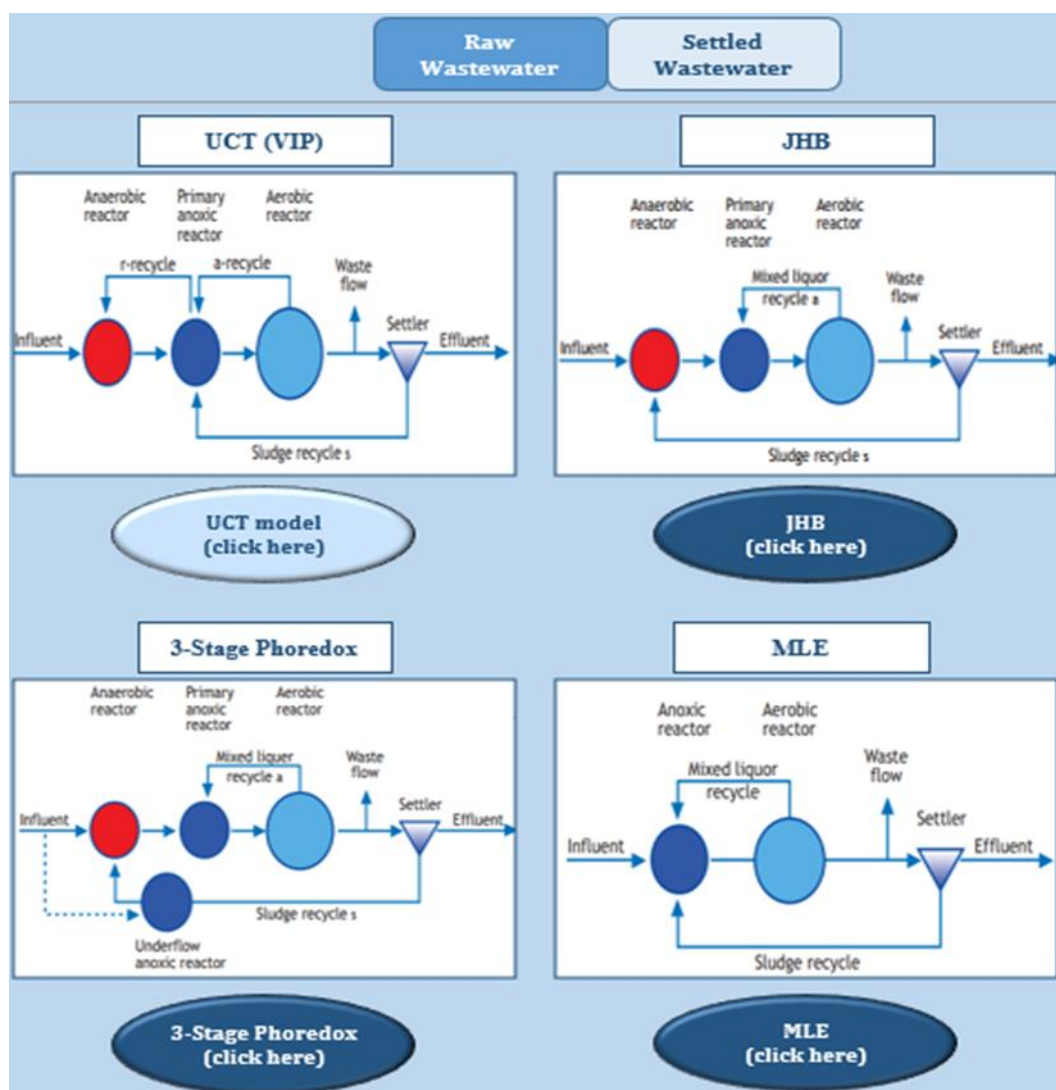 Raw
Wastewater
Settled
Wastewater
UCT (VIP)
Anaerobic
reactor
Primary
anoxic
reactor
Aerobic
reactor
r-recycle
a-recycle
Waste
flow
Settler
Influent
Effluent
Sludge recycle s
UCT model
(click here)
JHB
Anaerobic
reactor
Primary
anoxic
reactor
Aerobic
reactor
Mixed liquor
recycle a
Waste
flow
Settler
Influent
Effluent
Sludge recycle s
JHB
(click here)
3-Stage Phoredox
Anaerobic
reactor
Primary
anoxic
reactor
Aerobic
reactor
Mixed liquer
recycle a
Waste
flow
Settler
Influent
Effluent
Sludge recycle s
Underflow
anoxic reactor
3-Stage Phoredox
(click here)
MLE
Anoxic
reactor
Aerobic
reactor
Mixed liquor
recycle
Waste
flow
Settler
Influent
Effluent
Sludge recycle
MLE
(click here)